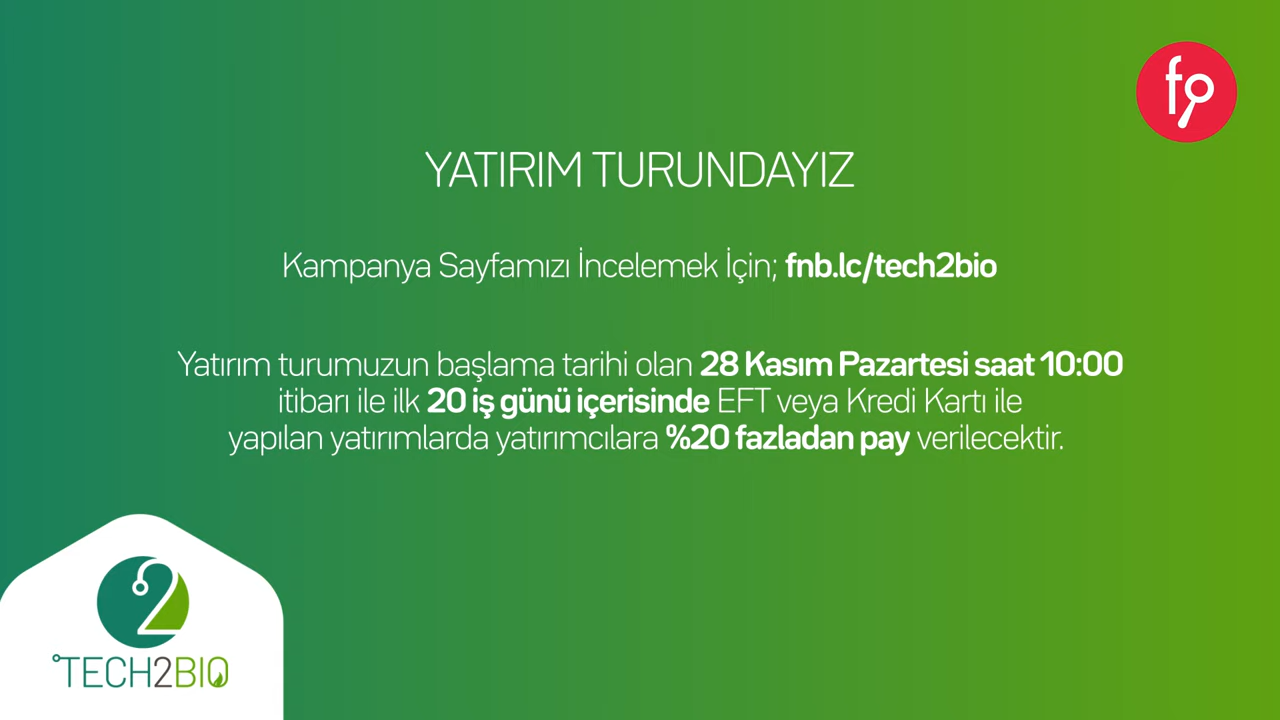 YATIRIM TURUNDAYIZ
Kampanya Sayfamızı İncelemek İçin; fnb.lc/tech2bio
Yatırım turumuzun başlama tarihi olan 28 Kasım Pazartesi saat 10:00
itibarı ile ilk 20 iş günü içerisinde EFT veya Kredi Kartı ile
yapılan yatırımlarda yatırımcılara %20 fazladan pay verilecektir.
2
TECH2BIO